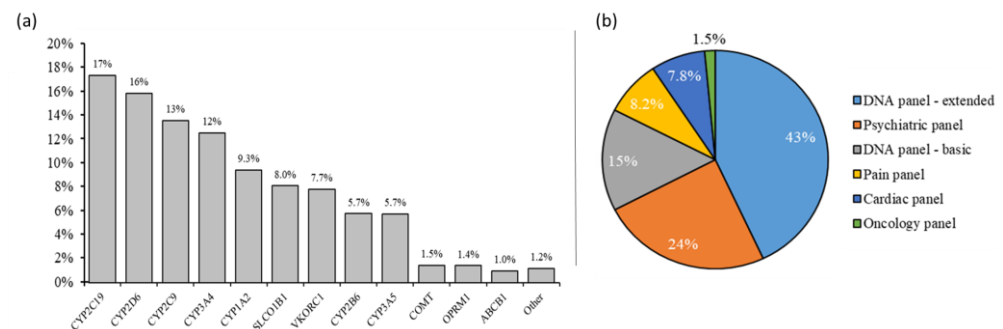 (a)
20%
18%
16%
14%
12%
10%
8%
6%
4%
2%
0%
17%
16%
13%
12%
9.3%
8.0%
7.7%
5.7%
5.7%
1.5%
1.4%
1.0%
1.2%
CYP2C19
CYP2D6
CYP2C9
CYP3A4
CYP1A2
SLCO1B1
VKORC1
CYP2B6
CYP3A5
COMT
OPRM1
ABCB1
Other
(b)
1.5%
7.8%
8.2%
15%
24%
43%
DNA panel - extended
Psychiatric panel
DNA panel - basic
Pain panel
Cardiac panel
Oncology panel